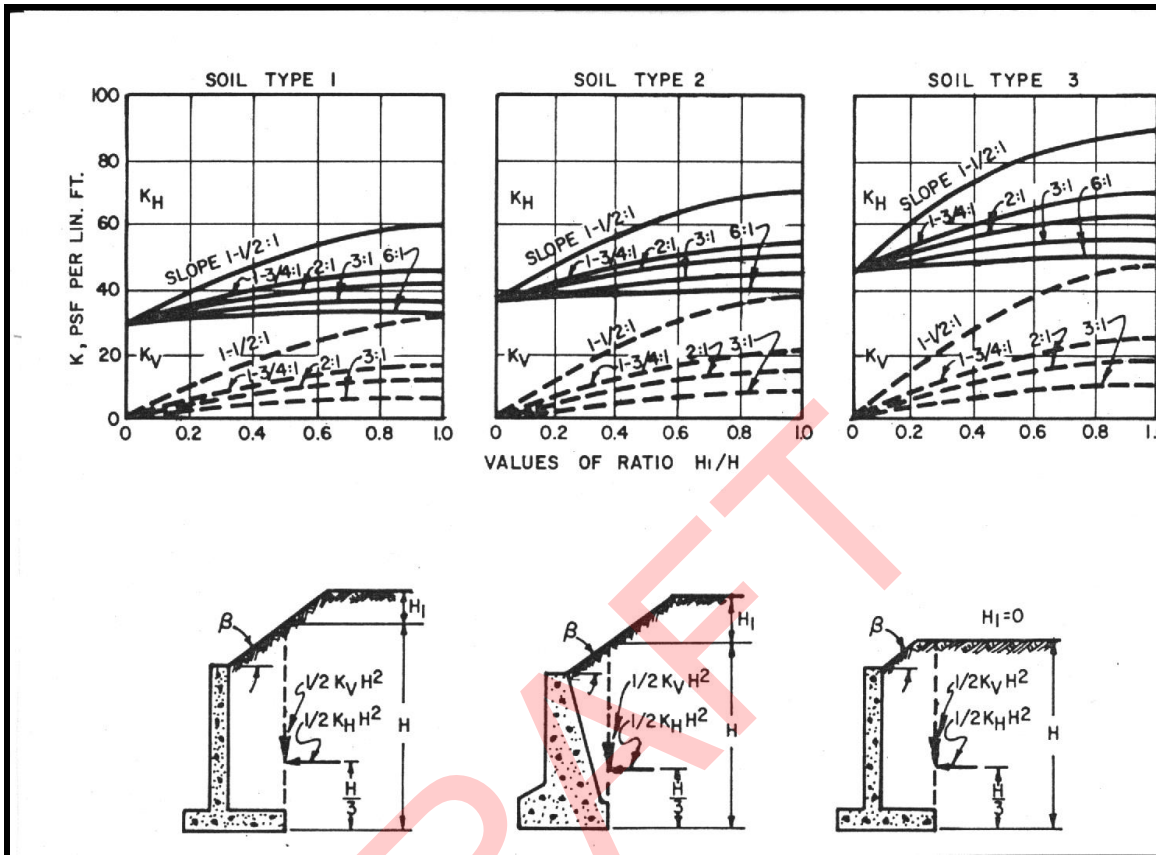 SOIL TYPE 1
SOIL TYPE 2
SOIL TYPE 3
K, PSF PER LIN. FT.
100
80
60
40
20
0
KH
KV
SLOPE 1-1/2:1
1-3/4:1
2:1
3:1
6:1
1-1/2:1
1-3/4:1
2:1
3:1
0 0.2 0.4 0.6 0.8 1.0
KH
KV
SLOPE 1-1/2:1
1-3/4:1
2:1
3:1
6:1
1-1/2:1
1-3/4:1
2:1
3:1
0 0.2 0.4 0.6 0.8 1.0
KH
KV
SLOPE 1-1/2:1
1-3/4:1
2:1
3:1
6:1
1-1/2:1
1-3/4:1
2:1
3:1
0 0.2 0.4 0.6 0.8 1.
VALUES OF RATIO H1/H
β
H1
1/2 KV H2
1/2 KH H2
H
H/3
β
H1
1/2 KV H2
1/2 KH H2
H
H/3
β
H1=0
1/2 KV H2
1/2 KH H2
H
H/3
RAFT